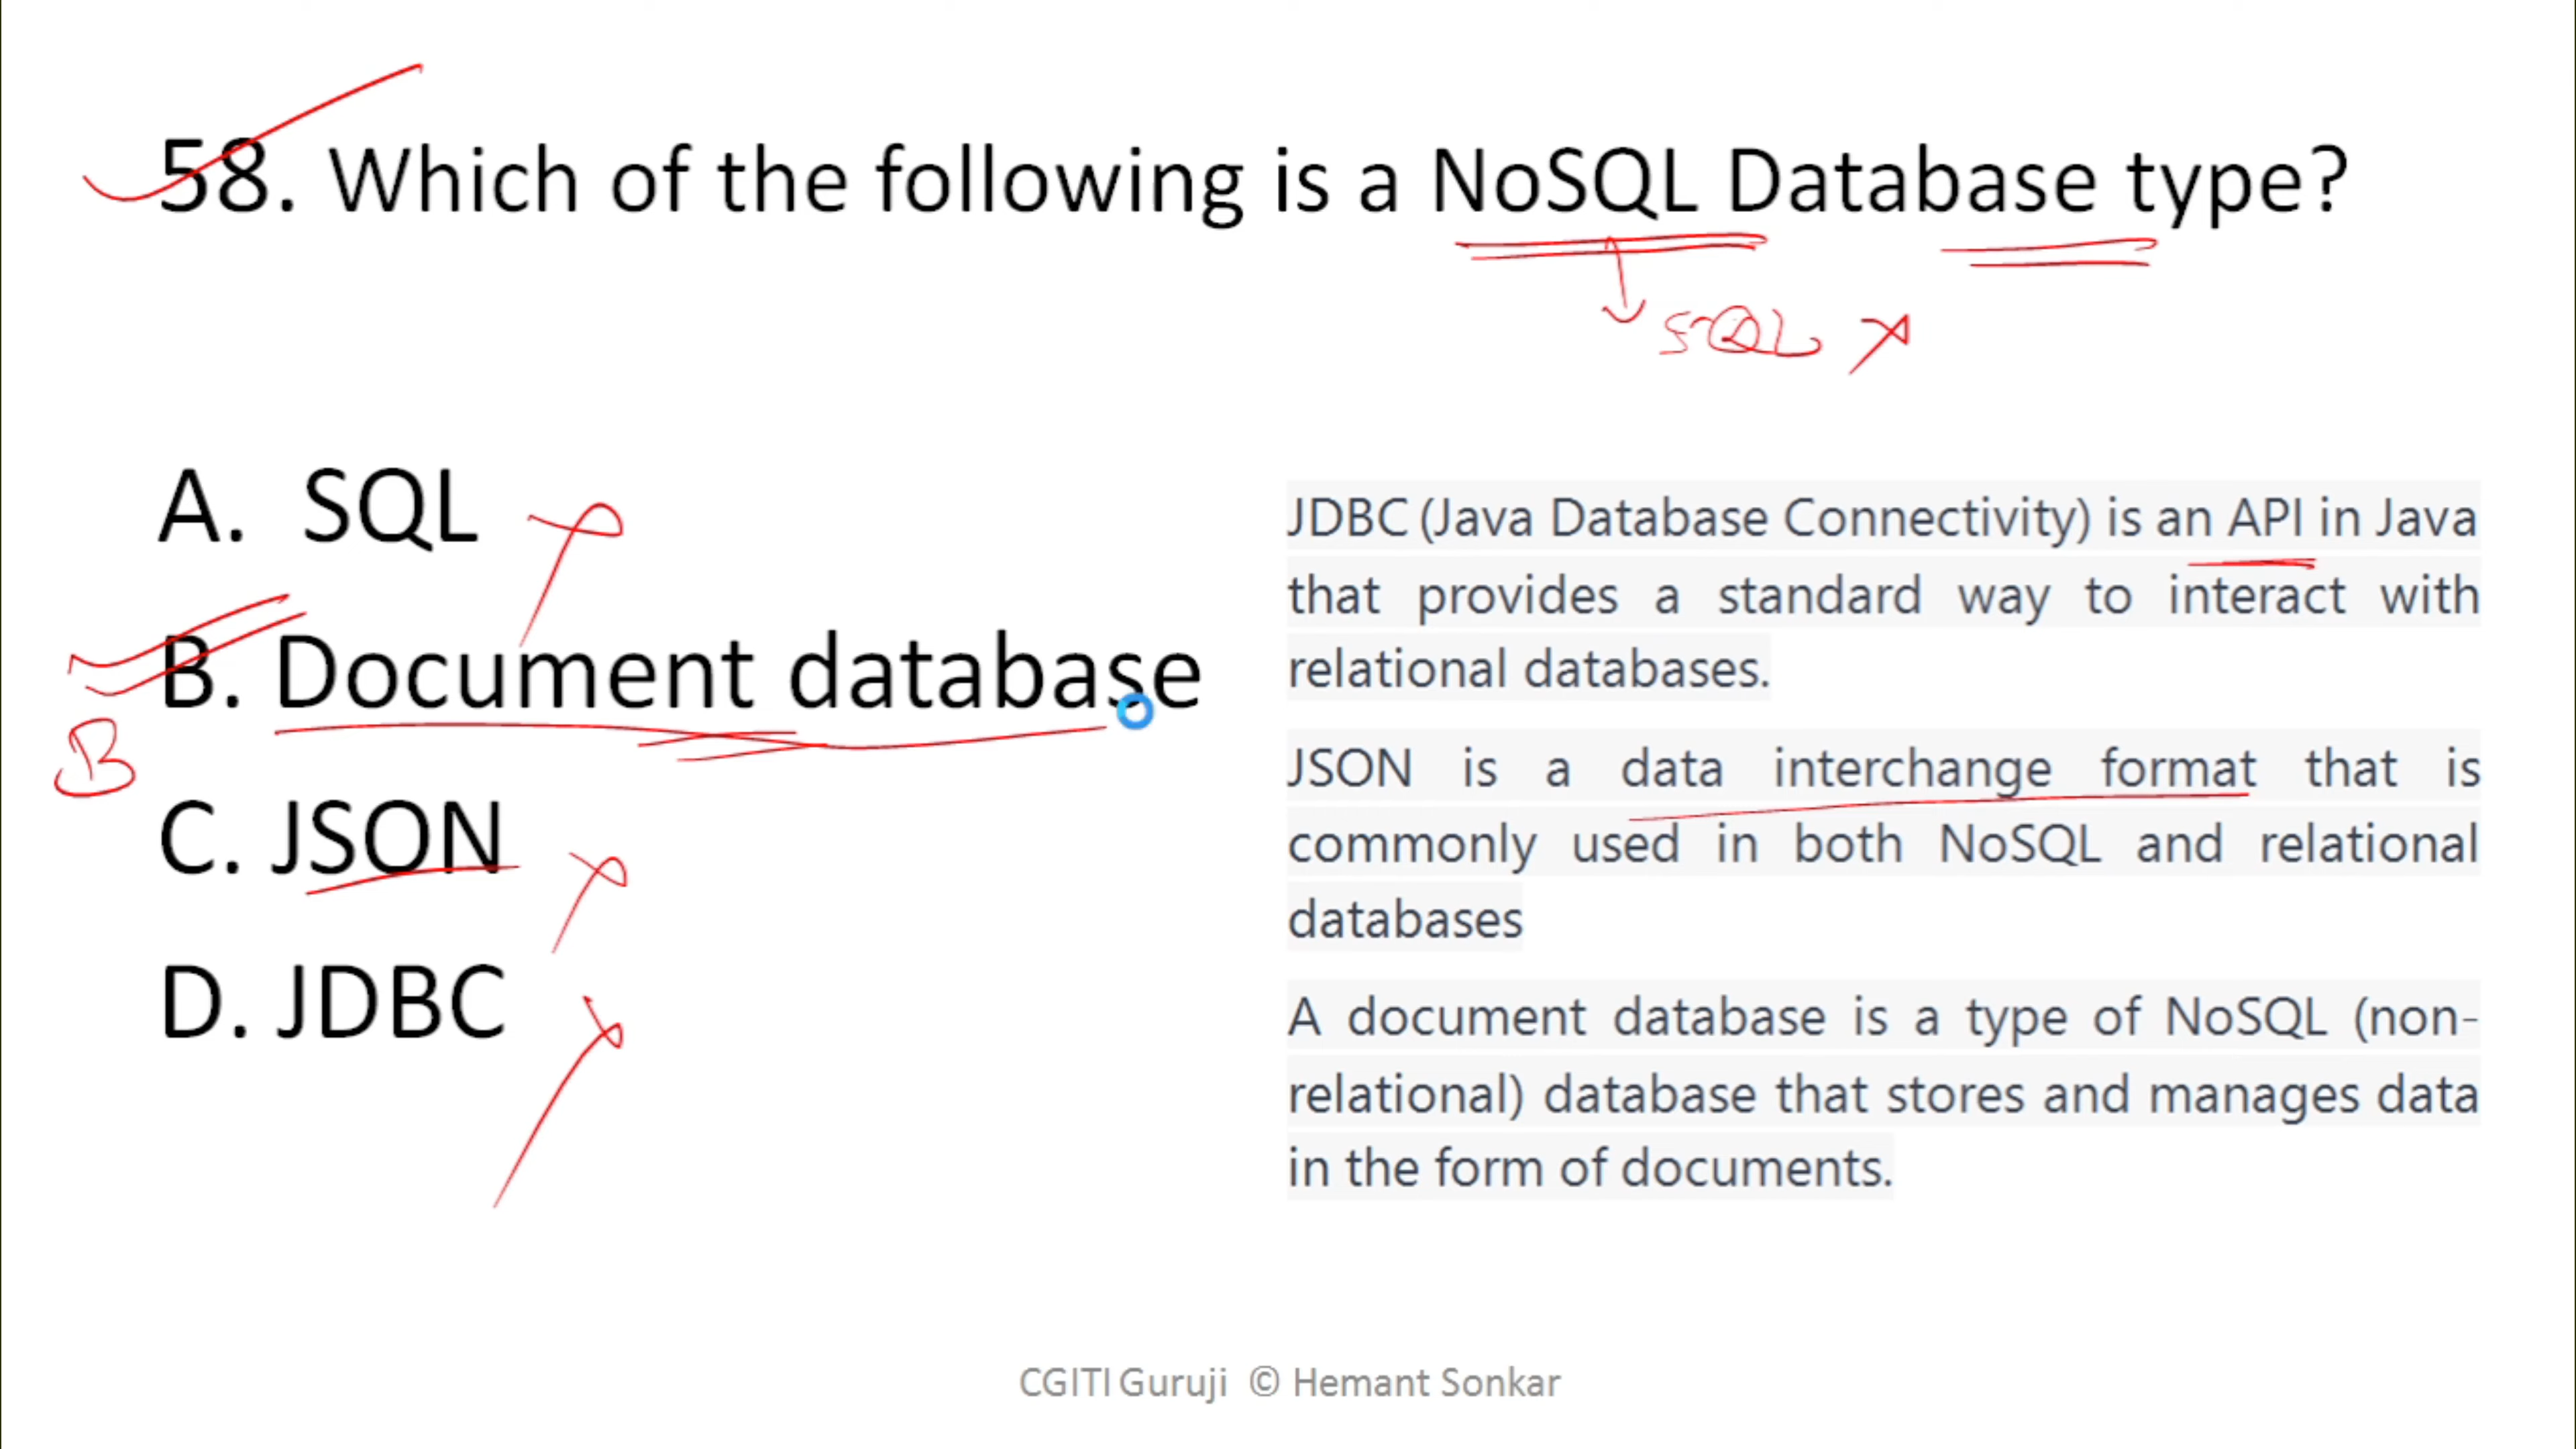 58. Which of the following is a NoSQL Database type?
SQL
A. SQL
B. Document database
B
C. JSON
D. JDBC
JDBC (Java Database Connectivity) is an API in Java
that provides a standard way to interact with
relational databases.
JSON is a data interchange format that is
commonly used in both NoSQL and relational
databases
A document database is a type of NoSQL (non-
relational) database that stores and manages data
in the form of documents.
CGITI Guruji © Hemant Sonkar